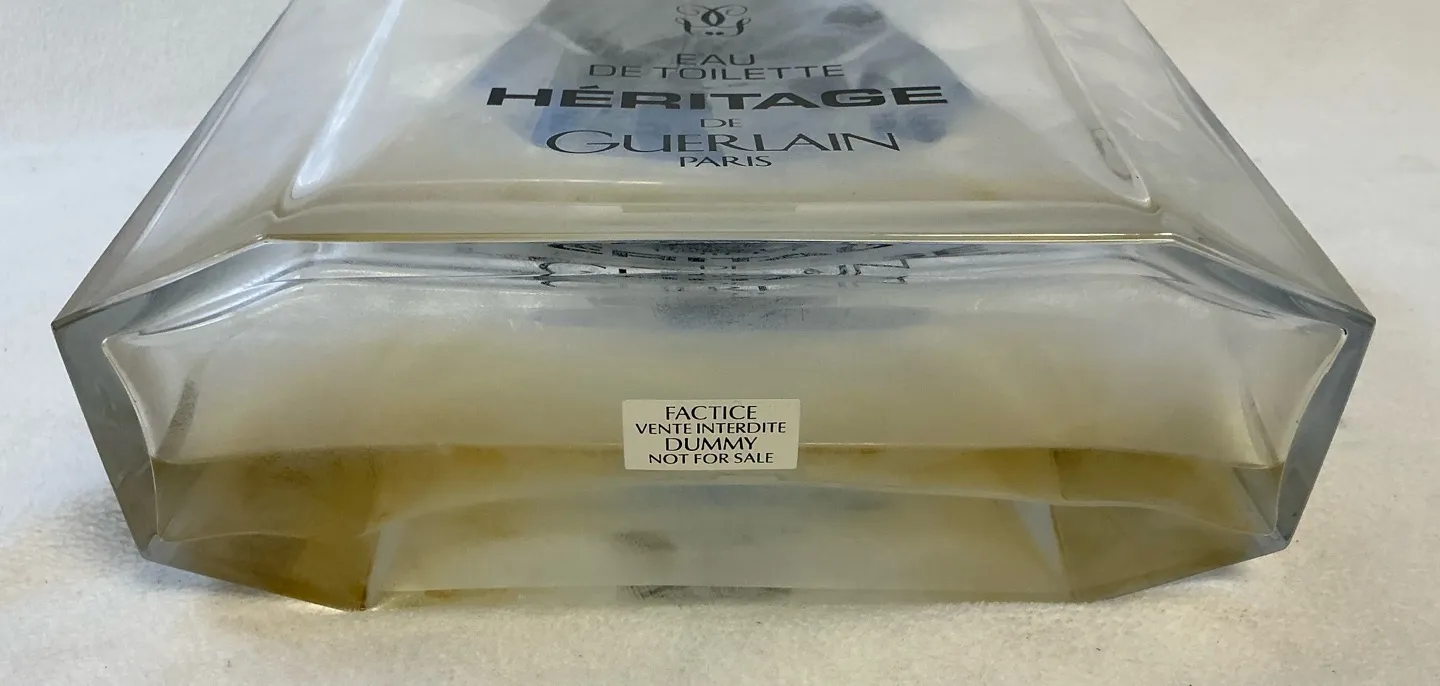 EAU
DE TOILETTE
HÉRITAGE
DE
GUERLAIN
PARIS
FACTICE
VENTE INTERDITE
DUMMY
NOT FOR SALE